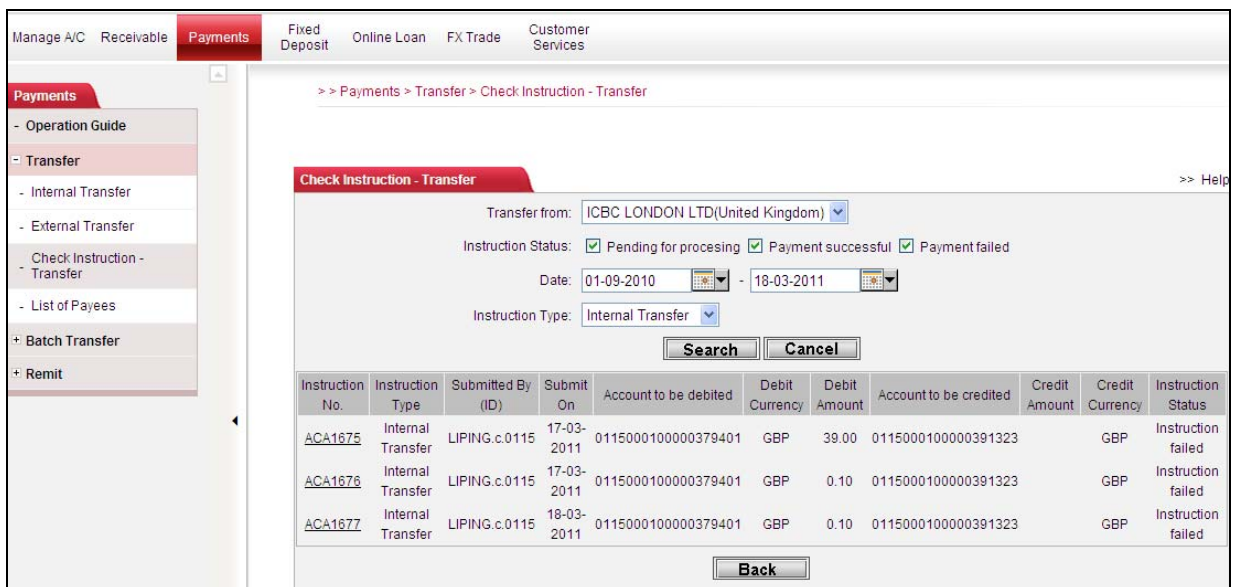 Manage A/C Receivable Payments Fixed Deposit Online Loan FX Trade Customer Services
Payments
- Operation Guide
- Transfer
- Internal Transfer
- External Transfer
- Check Instruction -
Transfer
- List of Payees
+ Batch Transfer
+ Remit
> > Payments > Transfer > Check Instruction - Transfer
Check Instruction - Transfer
>> Help
Transfer from: ICBC LONDON LTD(United Kingdom)
Instruction Status: Pending for procesing Payment successful Payment failed
Date: 01-09-2010 - 18-03-2011
Instruction Type: Internal Transfer
Search Cancel
Instruction No. Instruction Type Submitted By (ID) Submit On Account to be debited Debit Currency Debit Amount Account to be credited Credit Amount Credit Currency Instruction Status
ACA1675 Internal Transfer LIPING.c.0115 17-03-2011 0115000100000379401 GBP 39.00 0115000100000391323 GBP Instruction failed
ACA1676 Internal Transfer LIPING.c.0115 17-03-2011 0115000100000379401 GBP 0.10 0115000100000391323 GBP Instruction failed
ACA1677 Internal Transfer LIPING.c.0115 18-03-2011 0115000100000379401 GBP 0.10 0115000100000391323 GBP Instruction failed
Back